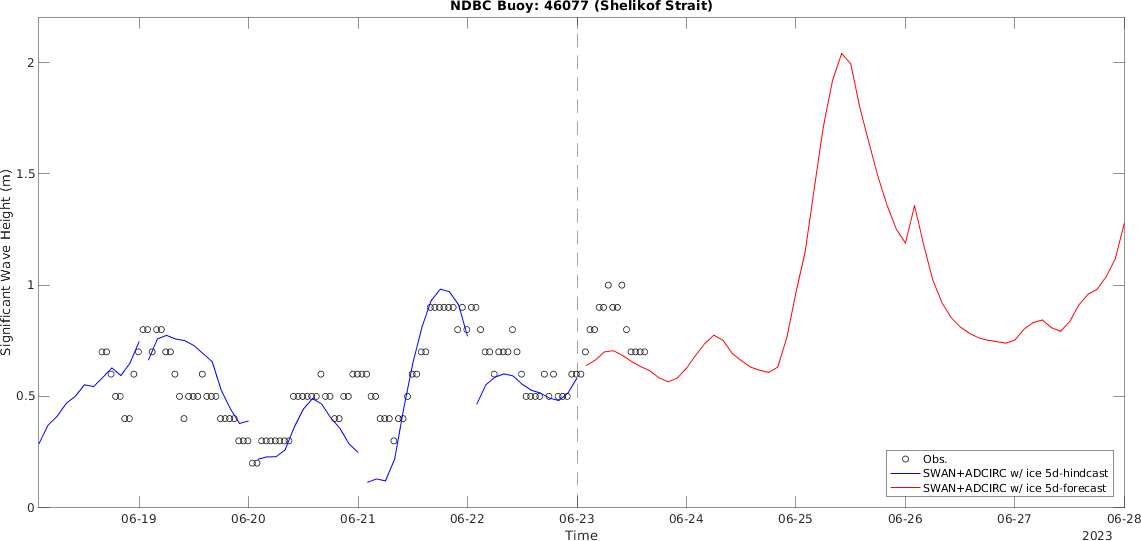 NDBC Buoy: 46077 (Shelikof Strait)
Significant Wave Height (m)
2
1.5
1
0.5
0
Obs.
SWAN+ADCIRC w/ ice 5d-hindcast
SWAN+ADCIRC w/ ice 5d-forecast
06-19 06-20 06-21 06-22 06-23 06-24 06-25 06-26 06-27 06-28
Time
2023